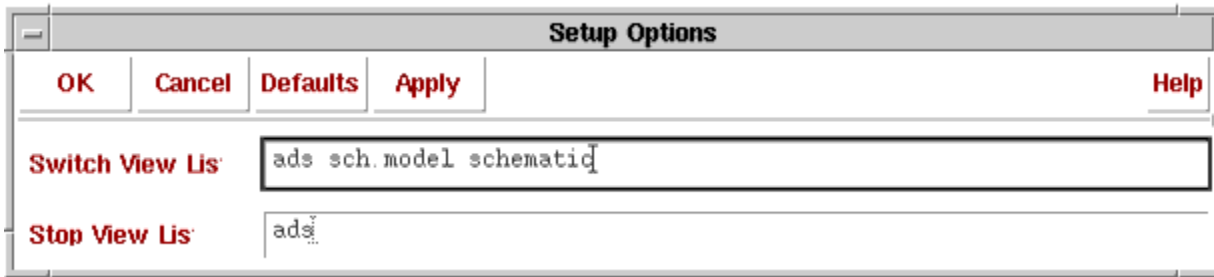 Setup Options
OK Cancel Defaults Apply Help
Switch View Lis
ads sch.model schematic
Stop View Lis
ads